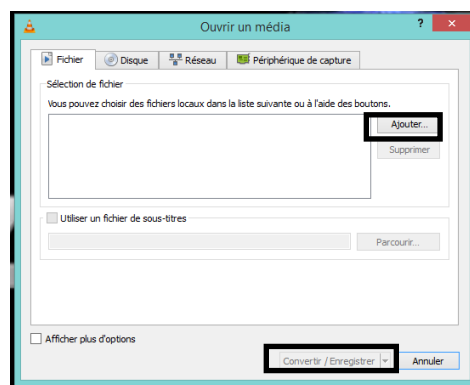 Ouvrir un média
?
×
Fichier
Disque
Réseau
Périphérique de capture
Sélection de fichier
Vous pouvez choisir des fichiers locaux dans la liste suivante ou à l'aide des boutons.
Ajouter...
Supprimer
Utiliser un fichier de sous-titres
Parcourir...
Afficher plus d'options
Convertir / Enregistrer
Annuler